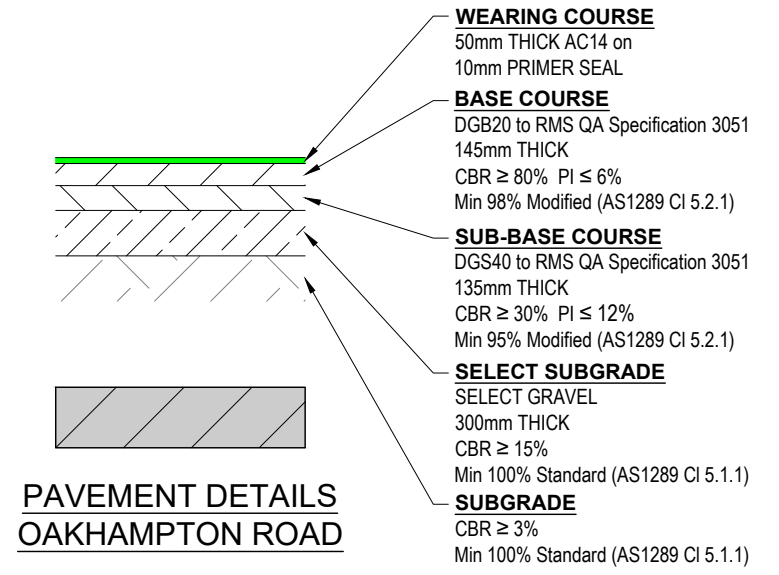 WEARING COURSE
50mm THICK AC14 on
10mm PRIMER SEAL
BASE COURSE
DGB20 to RMS QA Specification 3051
145mm THICK
CBR ≥ 80% PI ≤ 6%
Min 98% Modified (AS1289 Cl 5.2.1)
SUB-BASE COURSE
DGS40 to RMS QA Specification 3051
135mm THICK
CBR ≥ 30% PI ≤ 12%
Min 95% Modified (AS1289 Cl 5.2.1)
SELECT SUBGRADE
SELECT GRAVEL
300mm THICK
CBR ≥ 15%
Min 100% Standard (AS1289 Cl 5.1.1)
SUBGRADE
CBR ≥ 3%
Min 100% Standard (AS1289 Cl 5.1.1)
PAVEMENT DETAILS
OAKHAMPTON ROAD